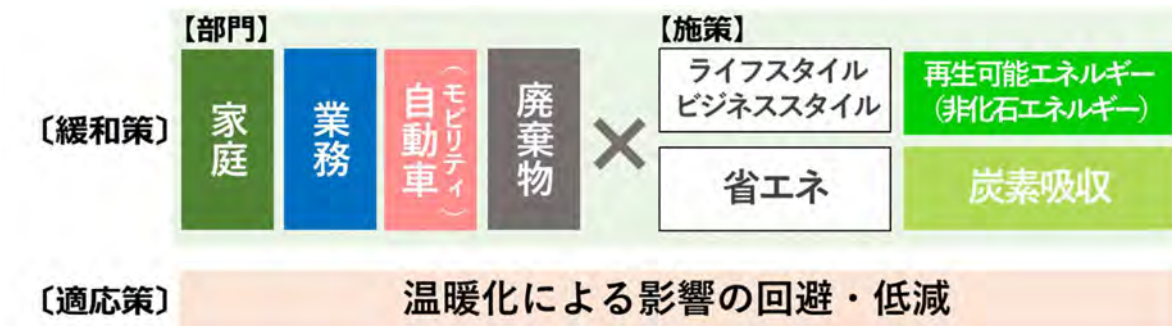 【部門】
【施策】
〔緩和策〕
家庭
業務
自動車
(モビリティ)
廃棄物
×
ライフスタイル
ビジネススタイル
再生可能エネルギー
(非化石エネルギー)
省エネ
炭素吸収
〔適応策〕
温暖化による影響の回避・低減